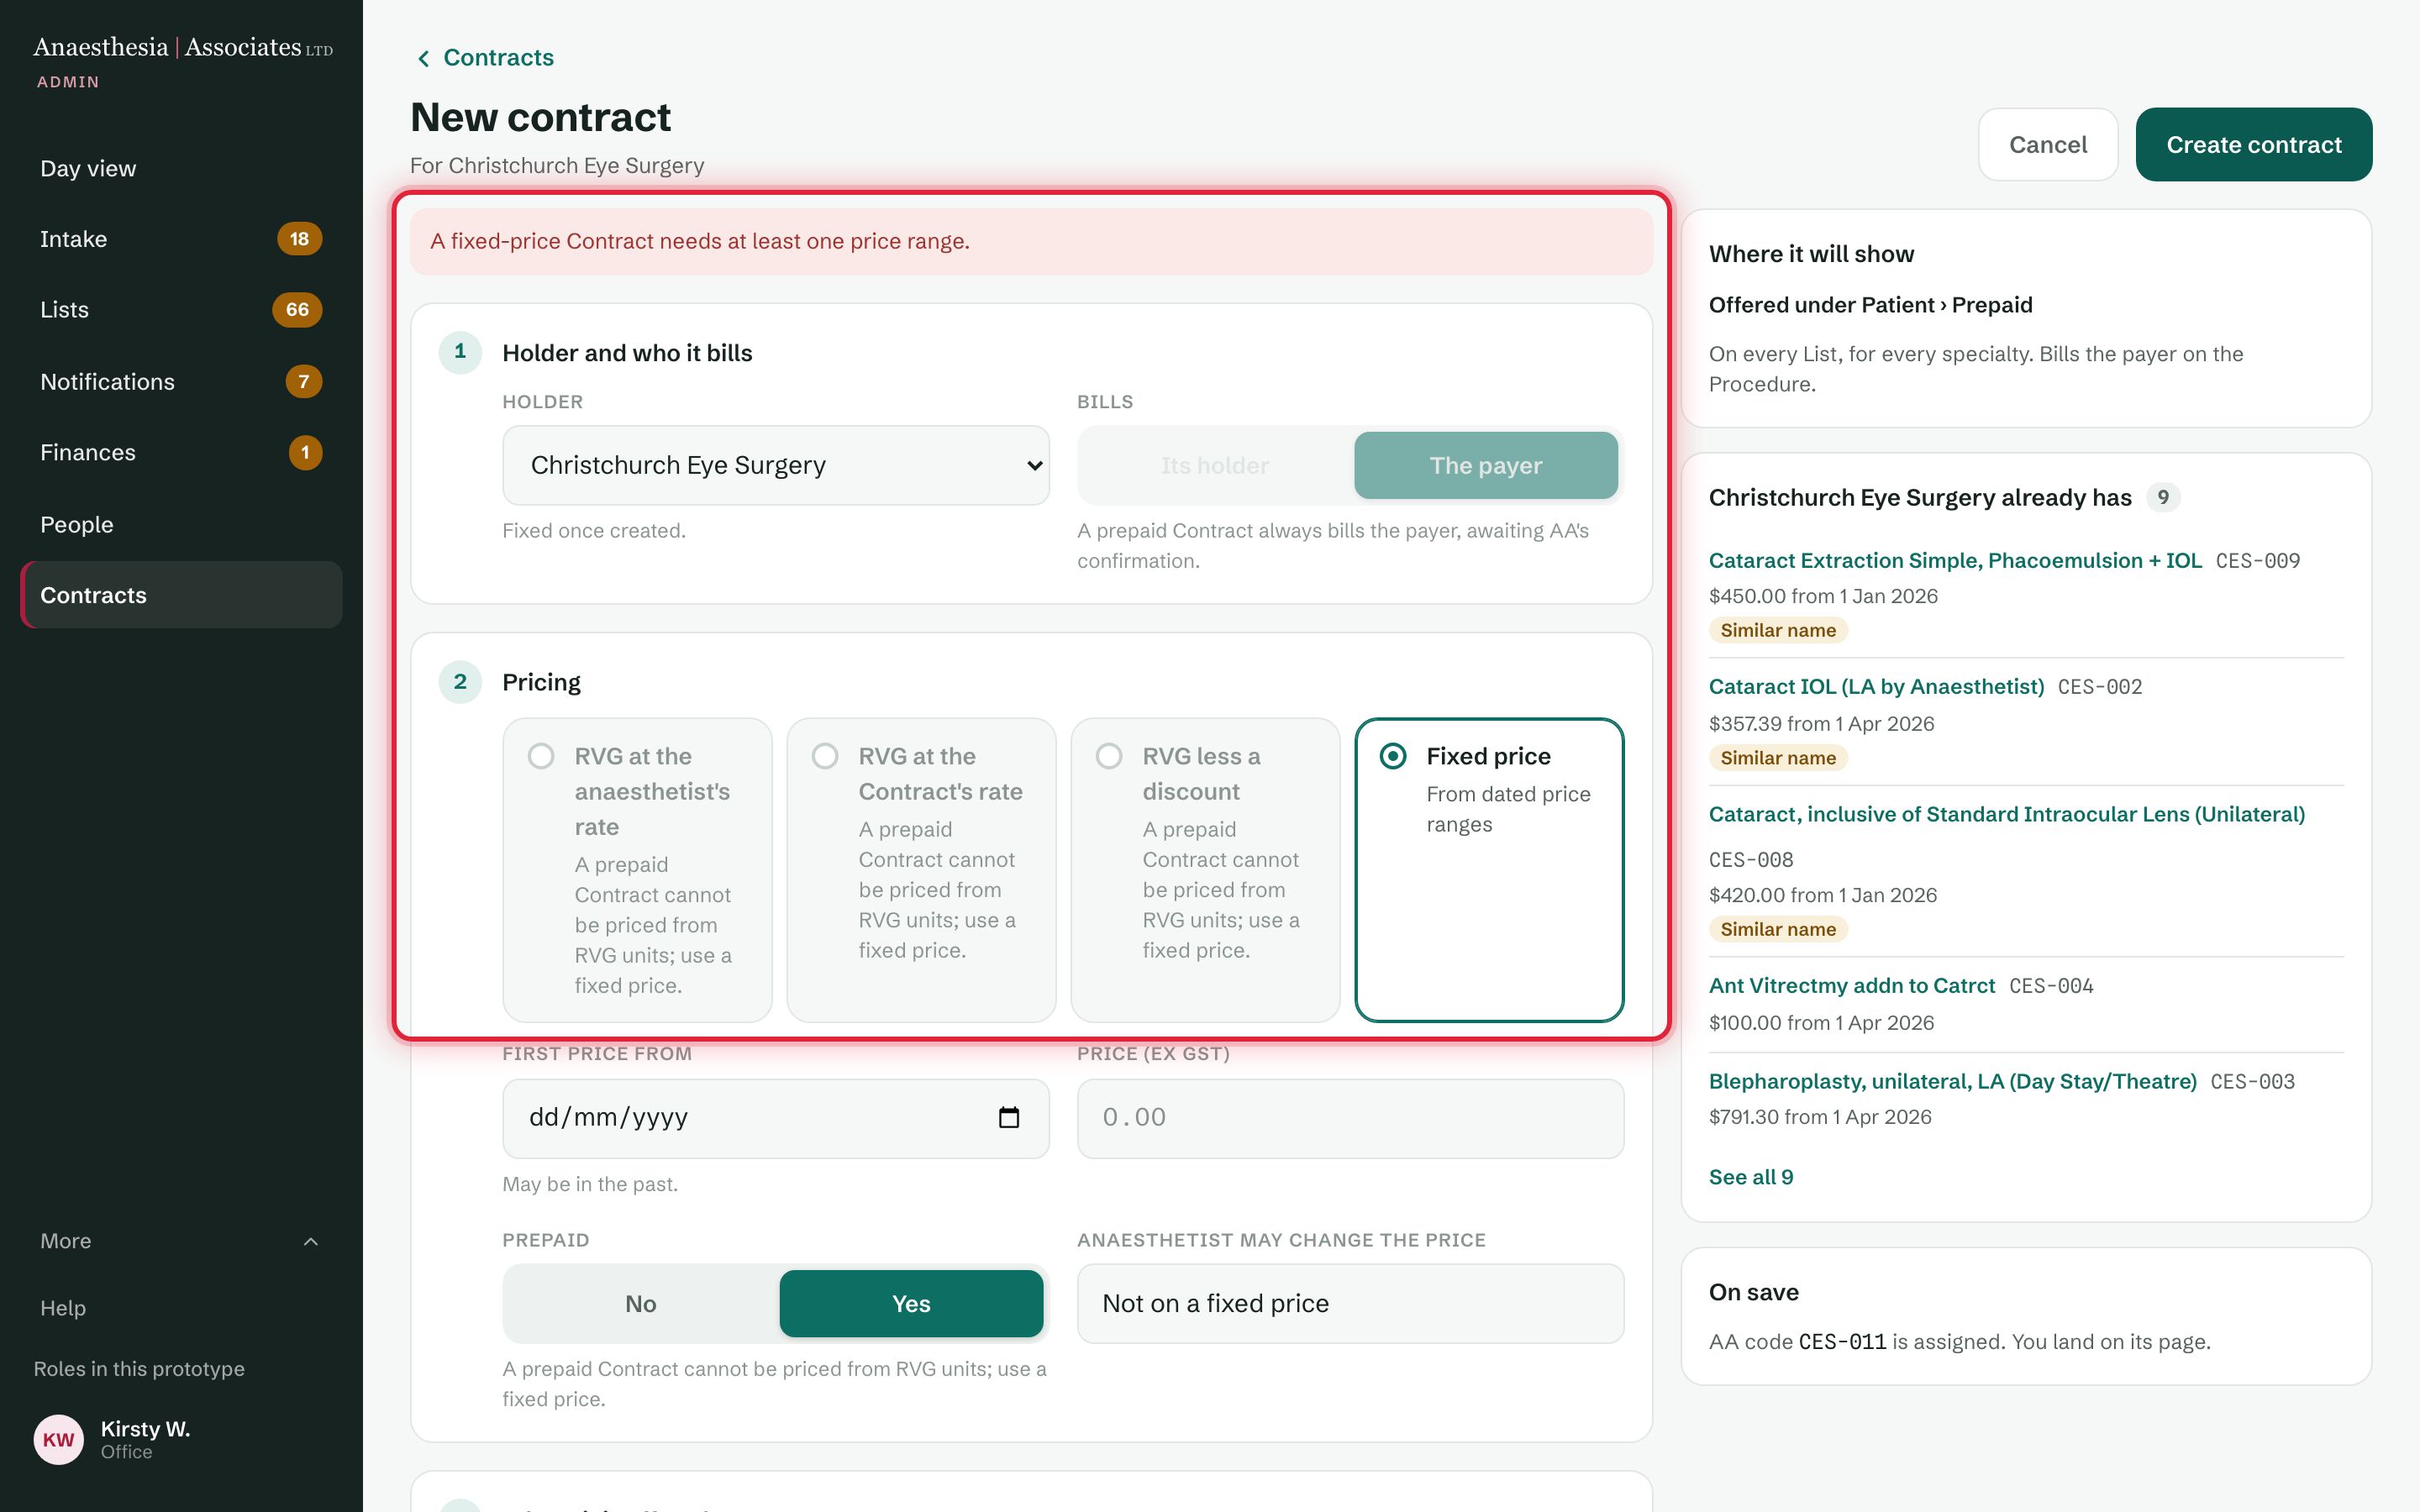 Anaesthesia | Associates LTD
ADMIN
Day view
Intake 18
Lists 66
Notifications 7
Finances 1
People
Contracts
More
Help
Roles in this prototype
KW
Kirsty W.
Office
Contracts
New contract
For Christchurch Eye Surgery
Cancel
Create contract
A fixed-price Contract needs at least one price range.
1 Holder and who it bills
HOLDER
Christchurch Eye Surgery
Fixed once created.
BILLS
Its holder
The payer
A prepaid Contract always bills the payer, awaiting AA's
confirmation.
2 Pricing
RVG at the
anaesthetist's
rate
A prepaid
Contract cannot
be priced from
RVG units; use a
fixed price.
RVG at the
Contract's rate
A prepaid
Contract cannot
be priced from
RVG units; use a
fixed price.
RVG less a
discount
A prepaid
Contract cannot
be priced from
RVG units; use a
fixed price.
Fixed price
From dated price
ranges
FIRST PRICE FROM
dd/mm/yyyy
May be in the past.
PRICE (EX GST)
0.00
PREPAID
No
Yes
A prepaid Contract cannot be priced from RVG units; use a
fixed price.
ANAESTHETIST MAY CHANGE THE PRICE
Not on a fixed price
Where it will show
Offered under Patient › Prepaid
On every List, for every specialty. Bills the payer on the
Procedure.
Christchurch Eye Surgery already has 9
Cataract Extraction Simple, Phacoemulsion + IOL CES-009
$450.00 from 1 Jan 2026
Similar name
Cataract IOL (LA by Anaesthetist) CES-002
$357.39 from 1 Apr 2026
Similar name
Cataract, inclusive of Standard Intraocular Lens (Unilateral)
CES-008
$420.00 from 1 Jan 2026
Similar name
Ant Vitrectmy addn to Catrct CES-004
$100.00 from 1 Apr 2026
Blepharoplasty, unilateral, LA (Day Stay/Theatre) CES-003
$791.30 from 1 Apr 2026
See all 9
On save
AA code CES-011 is assigned. You land on its page.